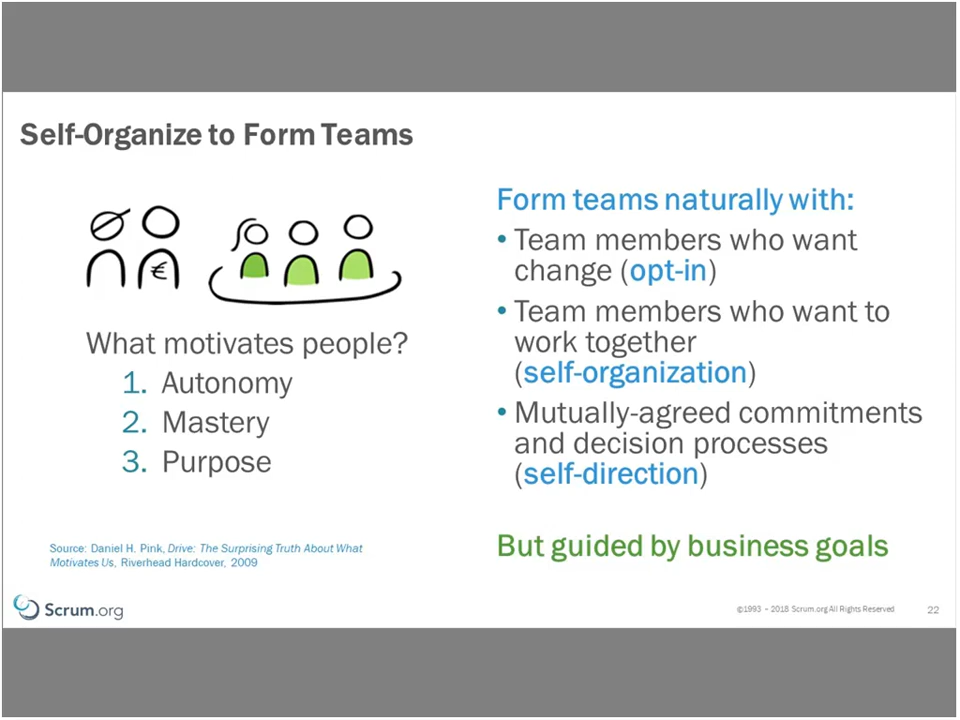 Self-Organize to Form Teams
€
What motivates people?
1. Autonomy
2. Mastery
3. Purpose
Source: Daniel H. Pink, Drive: The Surprising Truth About What
Motivates Us, Riverhead Hardcover, 2009
Form teams naturally with:
• Team members who want
change (opt-in)
• Team members who want to
work together
(self-organization)
• Mutually-agreed commitments
and decision processes
(self-direction)
But guided by business goals
Scrum.org
©1993 – 2018 Scrum.org All Rights Reserved
22